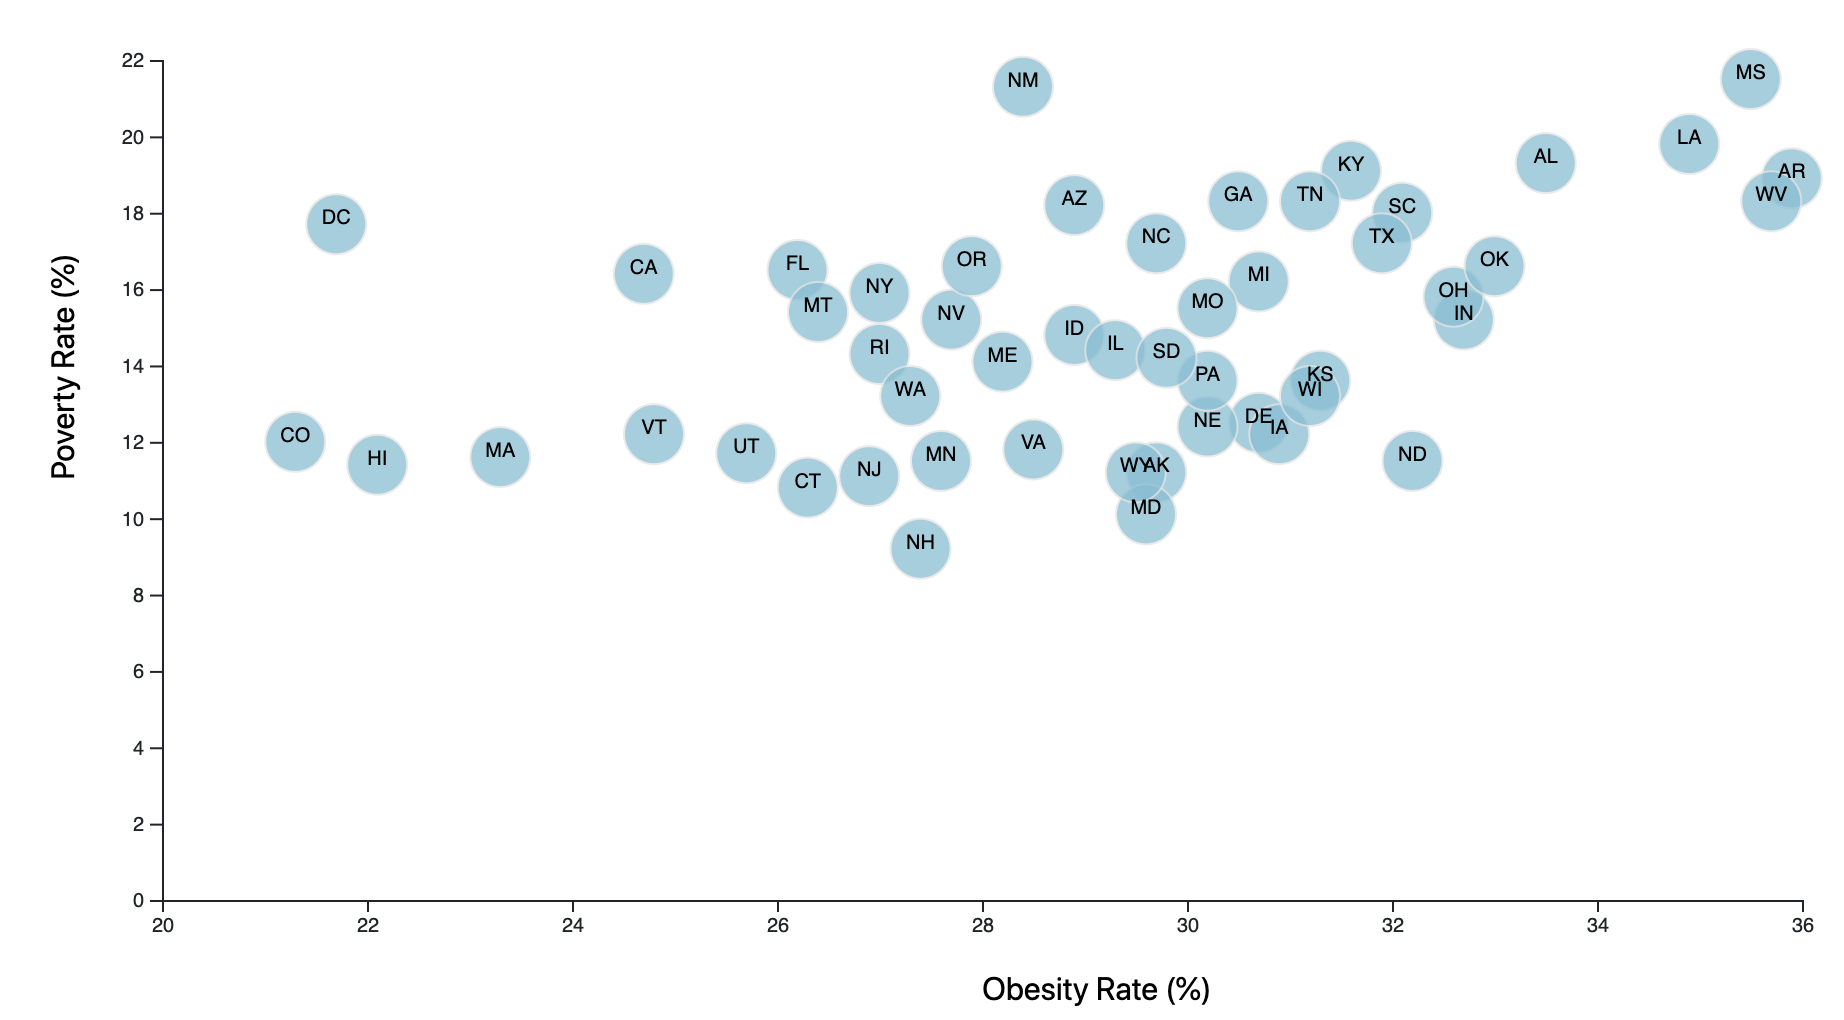 22
20
18
16
14
12
10
8
6
4
2
0
Poverty Rate (%)
20
22
24
26
28
30
32
34
36
Obesity Rate (%)
MS
NM
LA
AL
KY
AR
WV
GA
TN
AZ
SC
DC
NC
TX
CA
FL
OR
OK
MI
NY
OH
MO
MT
NV
IN
ID
IL
RI
SD
ME
PA
KS
WA
WI
CO
VT
NE
DE
IA
HI
MA
UT
MN
VA
ND
CT
NJ
WY
AK
MD
NH